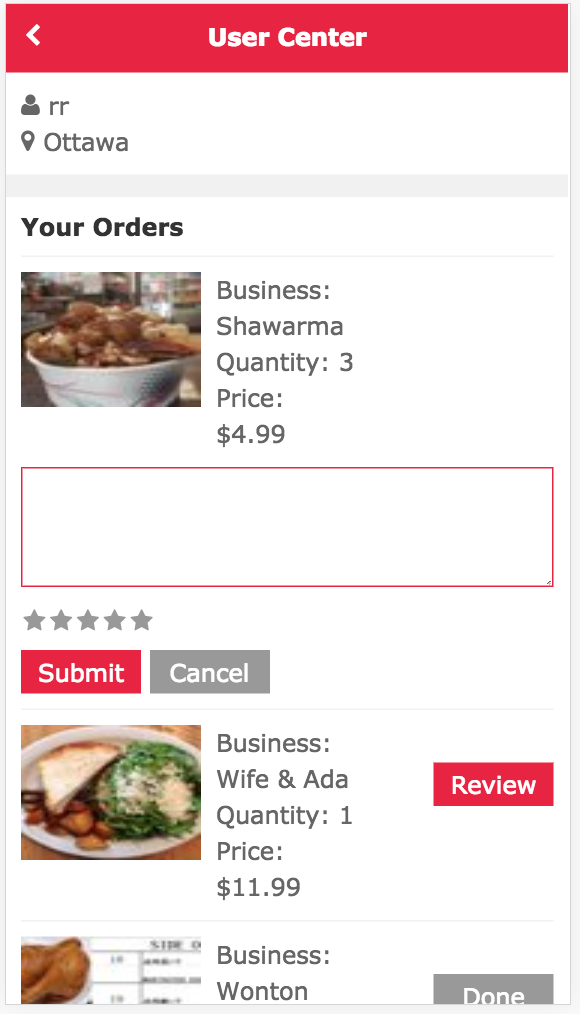 User Center
rr
Ottawa
Your Orders
Business:
Shawarma
Quantity: 3
Price:
$4.99
Submit
Cancel
Business:
Wife & Ada
Quantity: 1
Price:
$11.99
Review
SIDE O
Business:
Wonton
Done